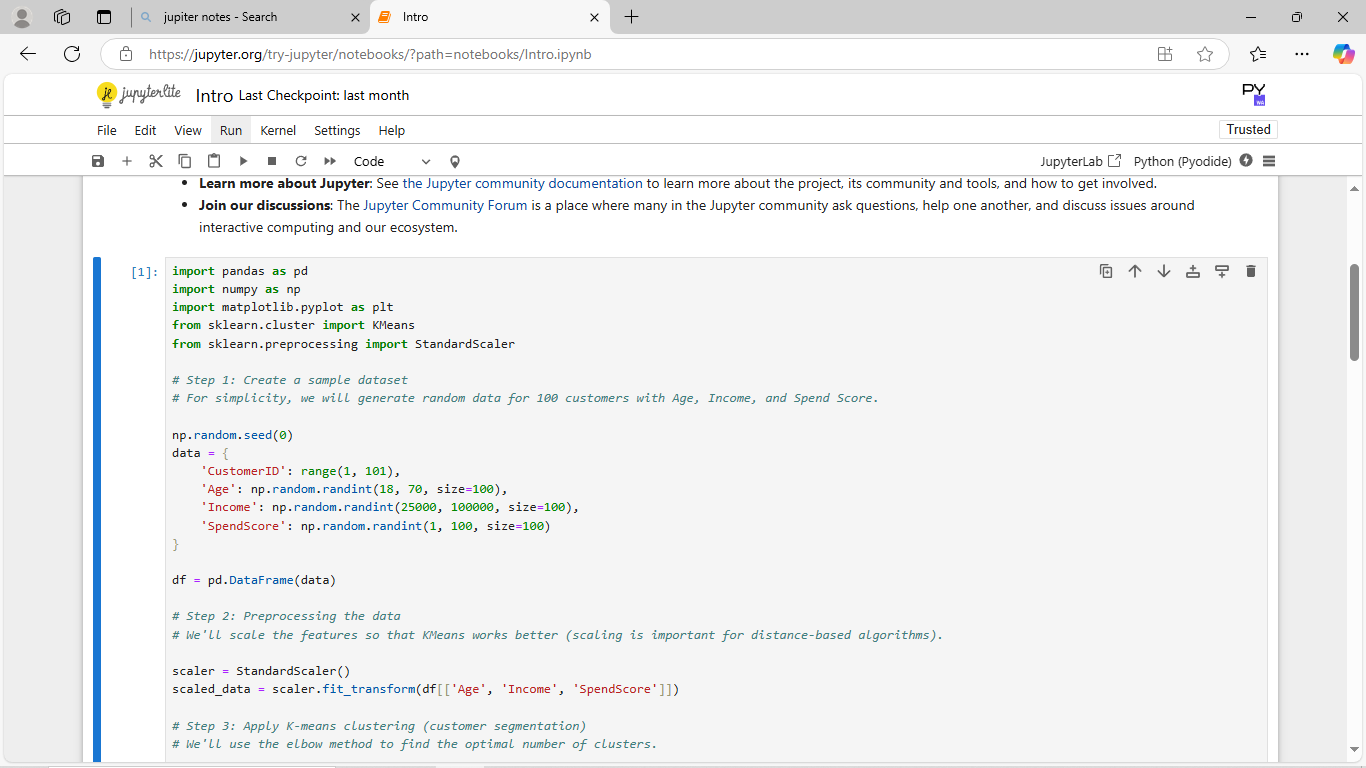 jupiter notes - Search
Intro
https://jupyter.org/try-jupyter/notebooks/?path=notebooks/Intro.ipynb
jupyterlite
Intro Last Checkpoint: last month
PY
File Edit View Run Kernel Settings Help
Trusted
Code
JupyterLab Python (Pyodide)
• Learn more about Jupyter: See the Jupyter community documentation to learn more about the project, its community and tools, and how to get involved.
• Join our discussions: The Jupyter Community Forum is a place where many in the Jupyter community ask questions, help one another, and discuss issues around
interactive computing and our ecosystem.
[1]:
import pandas as pd
import numpy as np
import matplotlib.pyplot as plt
from sklearn.cluster import KMeans
from sklearn.preprocessing import StandardScaler
# Step 1: Create a sample dataset
# For simplicity, we will generate random data for 100 customers with Age, Income, and Spend Score.
np.random.seed(0)
data = {
    'CustomerID': range(1, 101),
    'Age': np.random.randint(18, 70, size=100),
    'Income': np.random.randint(25000, 100000, size=100),
    'SpendScore': np.random.randint(1, 100, size=100)
}
df = pd.DataFrame(data)
# Step 2: Preprocessing the data
# We'll scale the features so that KMeans works better (scaling is important for distance-based algorithms).
scaler = StandardScaler()
scaled_data = scaler.fit_transform(df[['Age', 'Income', 'SpendScore']])
# Step 3: Apply K-means clustering (customer segmentation)
# We'll use the elbow method to find the optimal number of clusters.